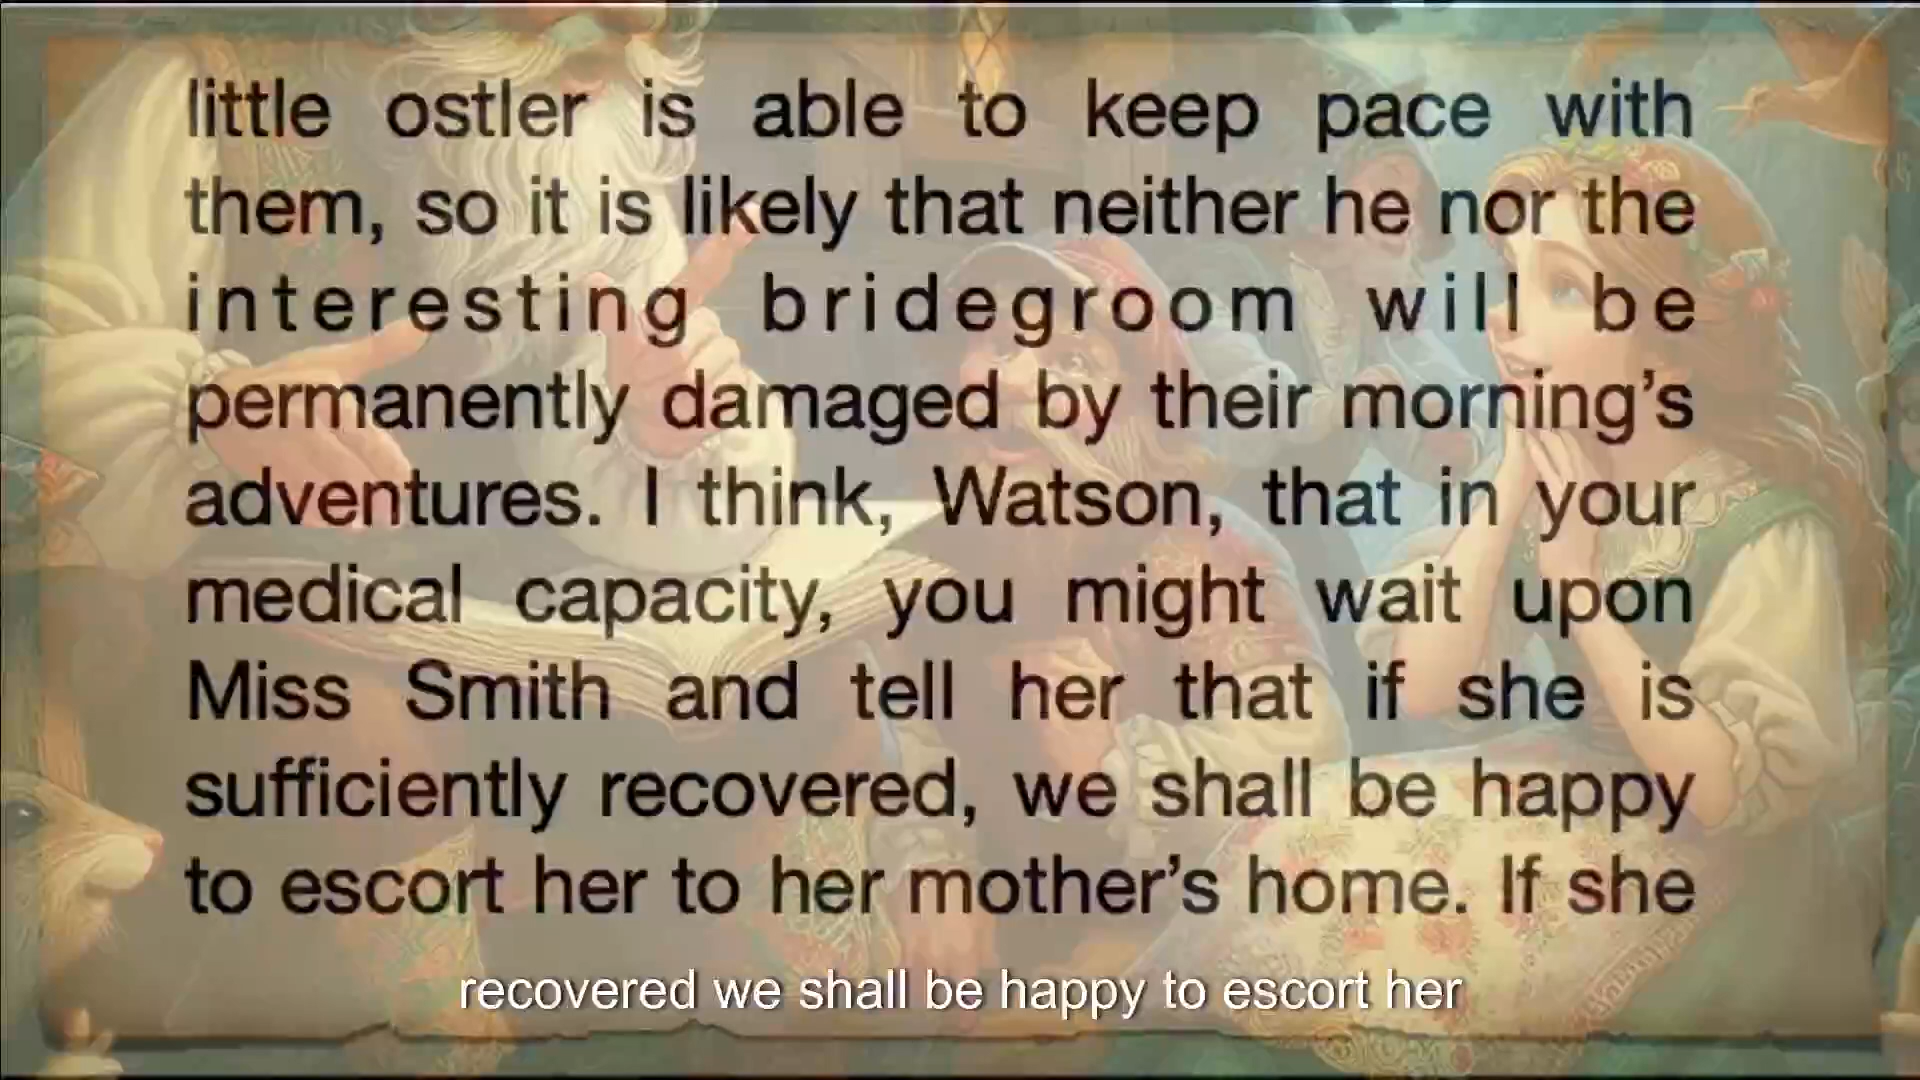 little ostler is able to keep pace with
them, so it is likely that neither he nor the
interesting bridegroom will be
permanently damaged by their morning’s
adventures. I think, Watson, that in your
medical capacity, you might wait upon
Miss Smith and tell her that if she is
sufficiently recovered, we shall be happy
to escort her to her mother’s home. If she
recovered we shall be happy to escort her